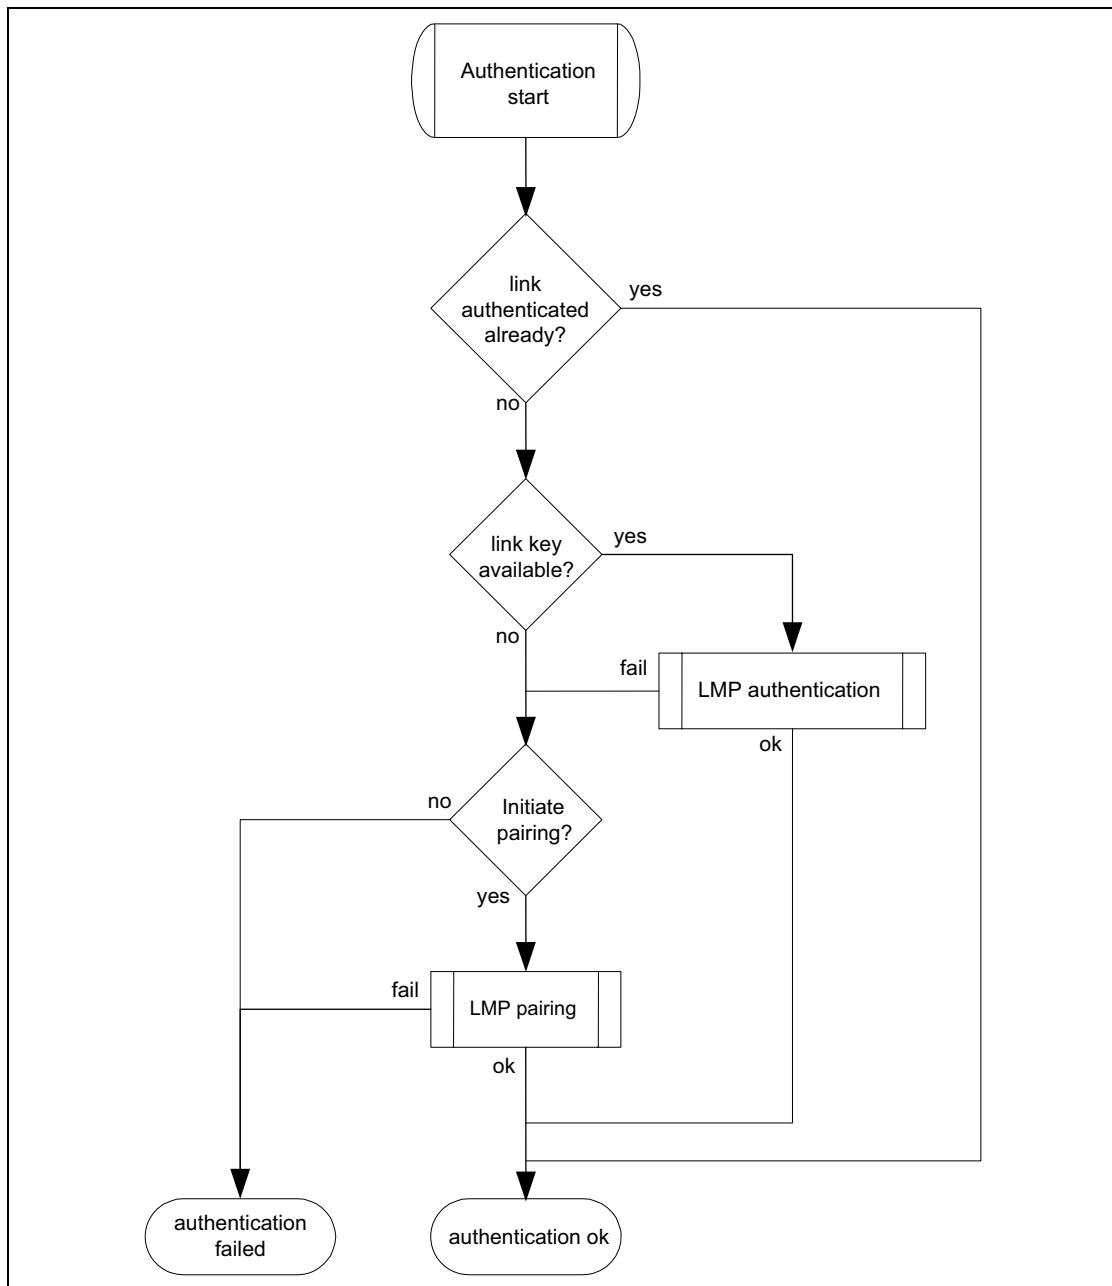 Authentication
start
link
authenticated
already?
yes
no
link key
available?
yes
no
fail
LMP authentication
ok
no
Initiate
pairing?
yes
fail
LMP pairing
ok
authentication
failed
authentication ok